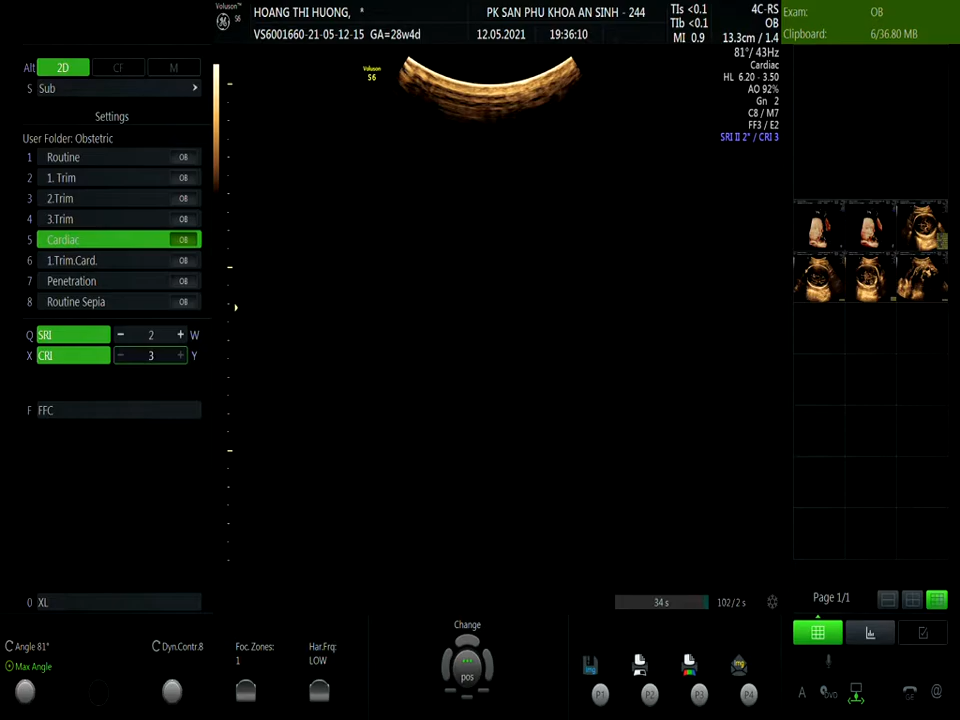 Voluson™
S6
HOANG THI HUONG, *
PK SAN PHU KHOA AN SINH - 244
VS6001660-21-05-12-15 GA=28w4d
12.05.2021
19:36:10
TIs <0.1
TIb <0.1
MI 0.9
4C-RS
OB
13.3cm / 1.4
81°/ 43Hz
Cardiac
HL 6.20 - 3.50
AO 92%
Gn 2
C8 / M7
FF3 / E2
SRI II 2" / CRI 3
Exam: OB
Clipboard: 6/36.80 MB
Alt 2D CF M
S Sub >
Settings
User Folder: Obstetric
1 Routine OB
2 1. Trim OB
3 2.Trim OB
4 3.Trim OB
5 Cardiac OB
6 1.Trim.Card. OB
7 Penetration OB
8 Routine Sepia OB
Q SRI - 2 + W
X CRI - 3 + Y
F FFC
0 XL
Voluson
S6
34 s
102/2 s
Page 1/1
Angle 81°
Max Angle
Dyn.Contr.8
Foc. Zones:
1
Har.Frq:
LOW
Change
pos
img
P1 P2 P3 P4
A DVD @